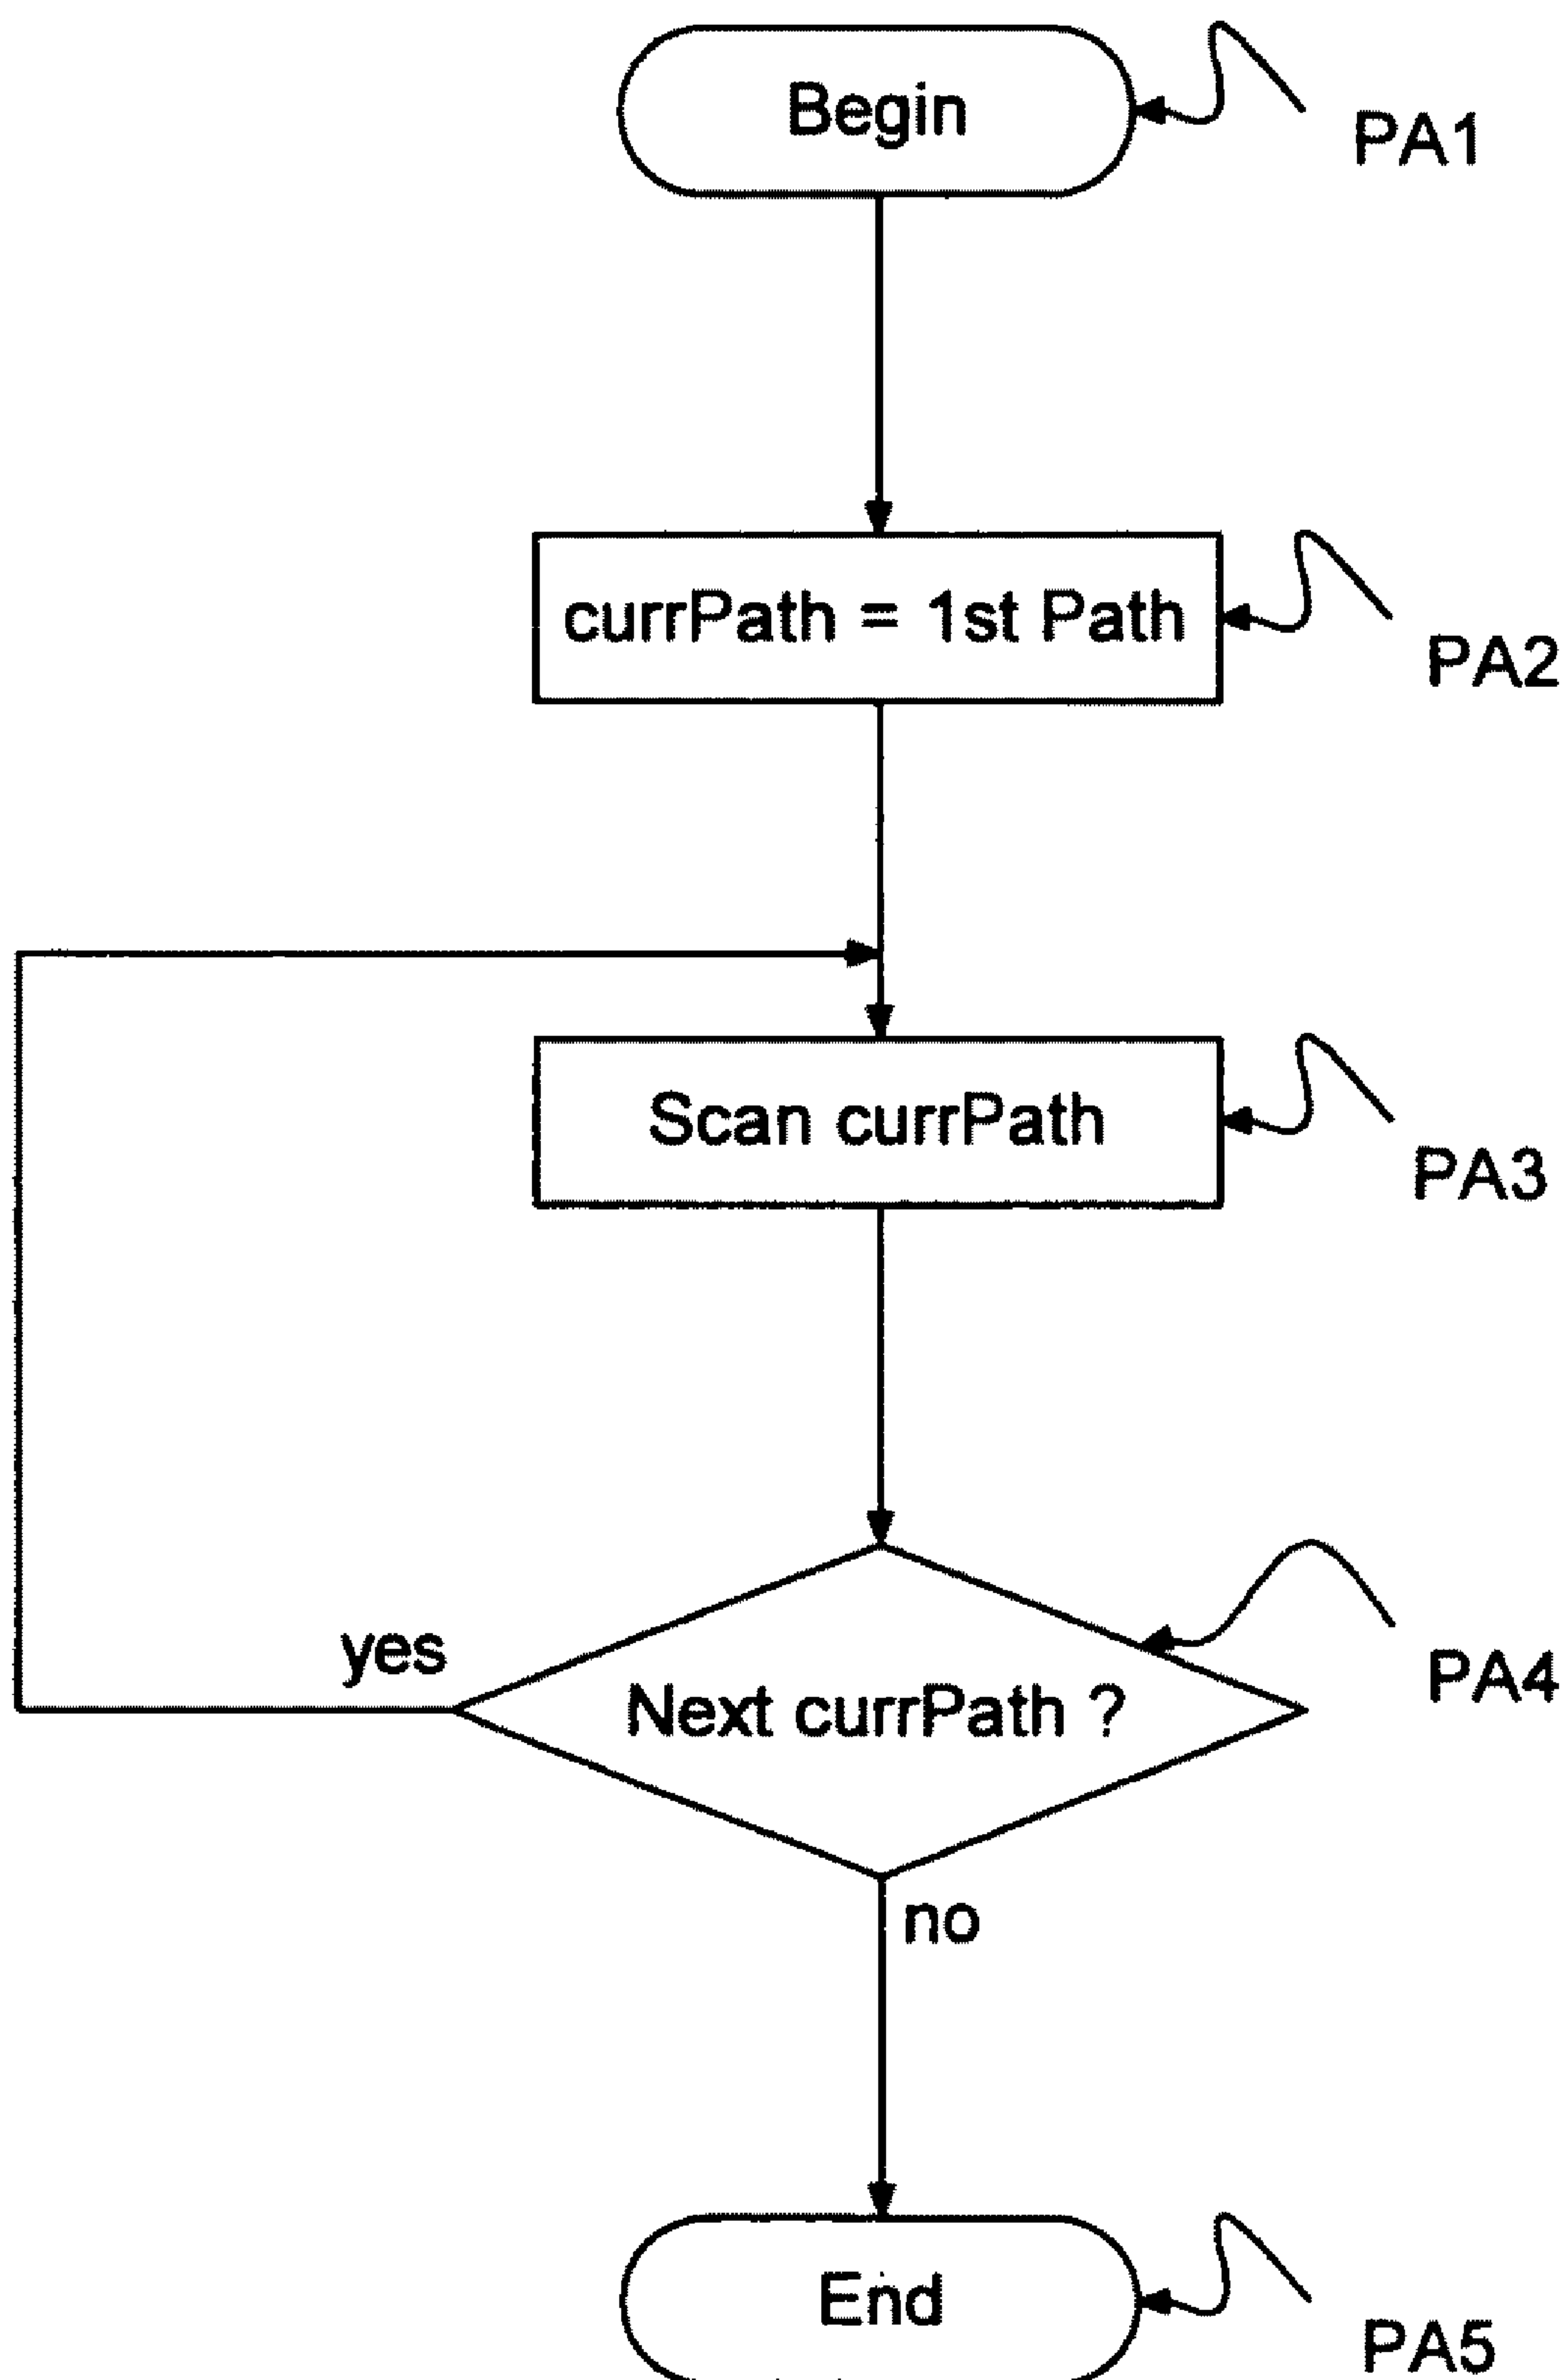 Begin
PA1
currPath = 1st Path
PA2
Scan currPath
PA3
yes
Next currPath ?
PA4
no
End
PA5